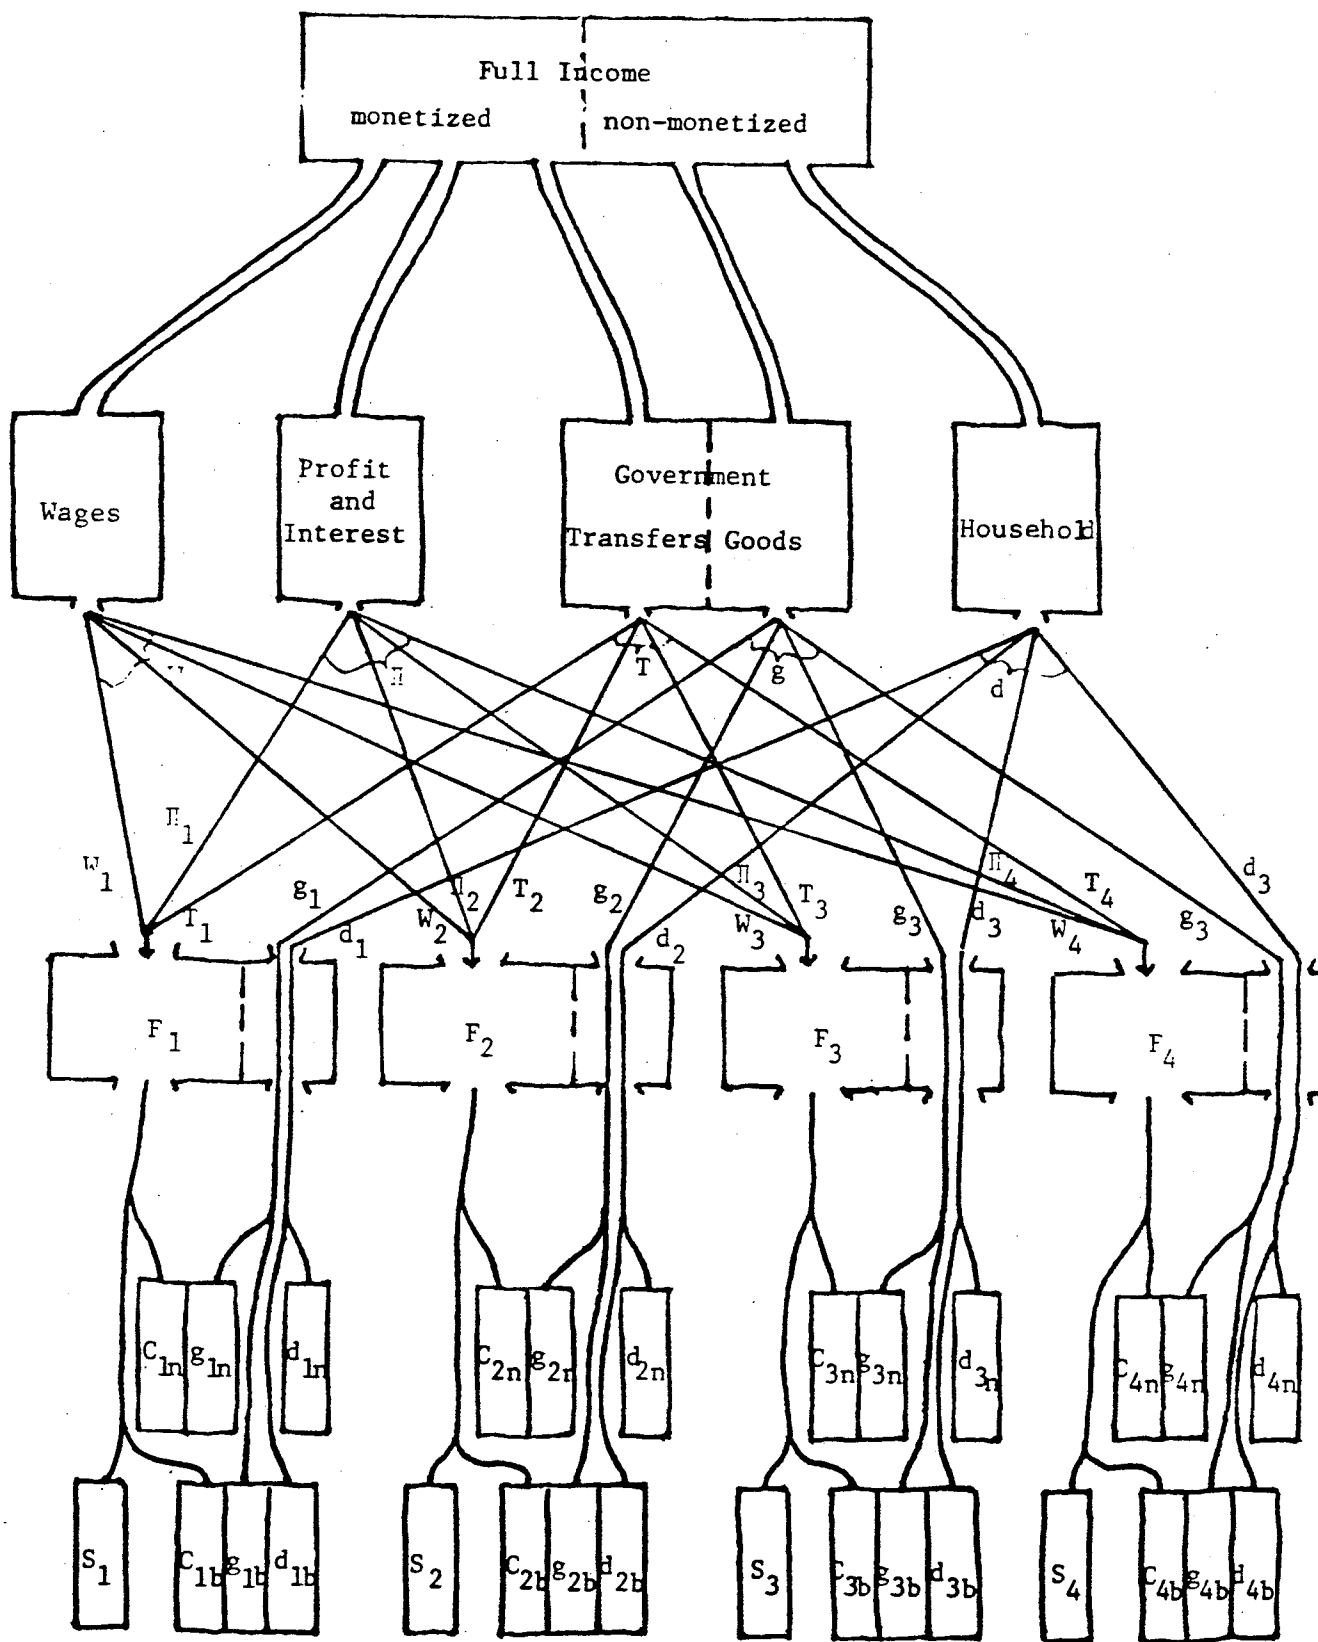 Full Income
monetized non-monetized
Wages
Profit
and
Interest
Government
Transfers Goods
Household
Π T g d
Π₁
W₁ T₁ g₁ d₁ W₂ Π₂ T₂ g₂ d₂ W₃ Π₃ T₃ g₃ d₃ Π₄ W₄ T₄ g₃ d₃
F₁ F₂ F₃ F₄
C₁ₙ g₁ₙ d₁ₙ C₂ₙ g₂ₙ d₂ₙ C₃ₙ g₃ₙ d₃ₙ C₄ₙ g₄ₙ d₄ₙ
S₁ C₁b g₁b d₁b S₂ C₂b g₂b d₂b S₃ C₃b g₃b d₃b S₄ C₄b g₄b d₄b